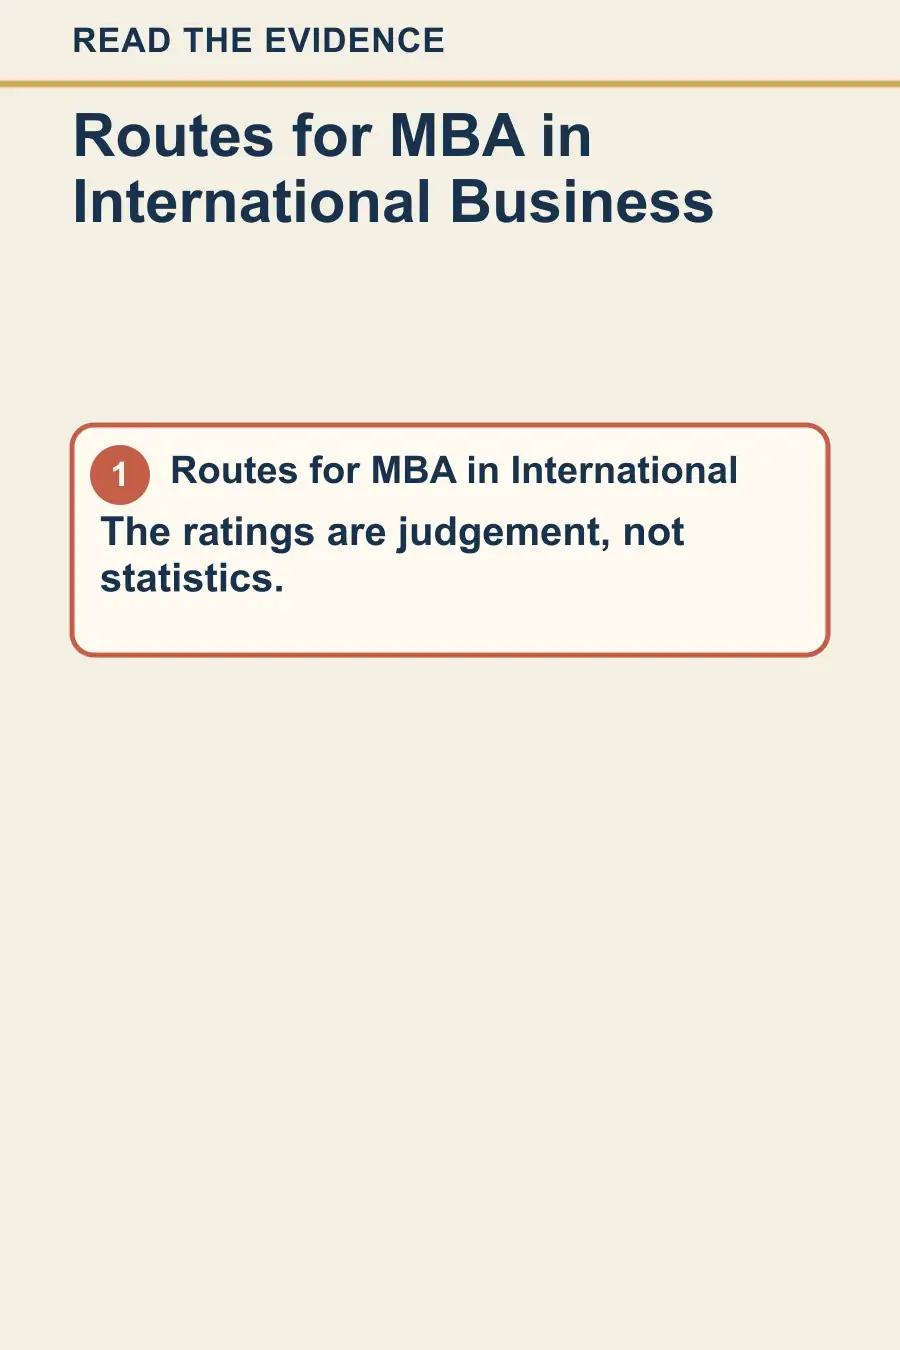 READ THE EVIDENCE
Routes for MBA in
International Business
1 Routes for MBA in International
The ratings are judgement, not
statistics.